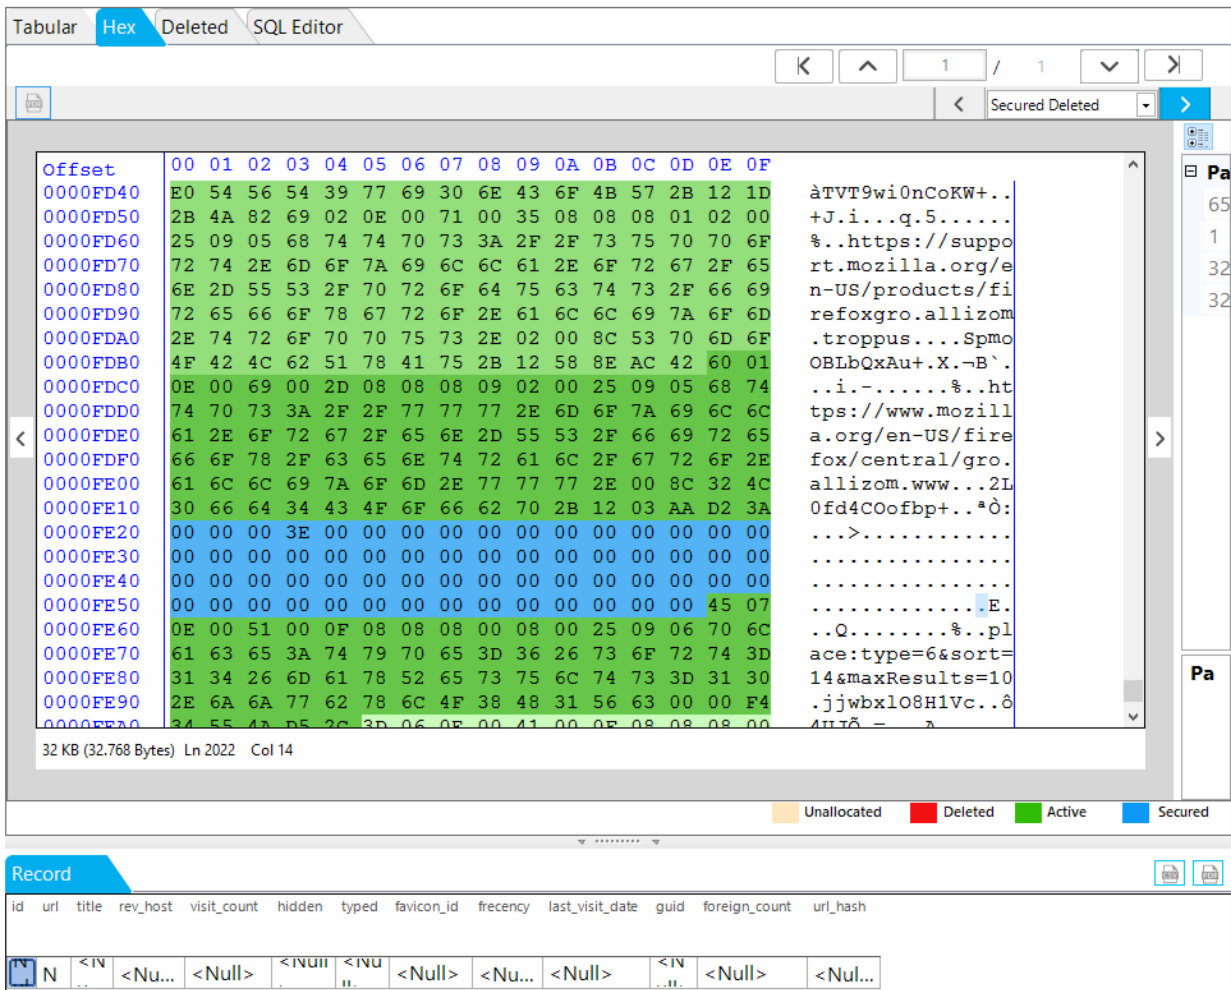 Tabular Hex Deleted SQL Editor
1 / 1
Secured Deleted
Offset 00 01 02 03 04 05 06 07 08 09 0A 0B 0C 0D 0E 0F
0000FD40 E0 54 56 54 39 77 69 30 6E 43 6F 4B 57 2B 12 1D àTVT9wi0nCoKW+..
0000FD50 2B 4A 82 69 02 0E 00 71 00 35 08 08 08 01 02 00 +J.i...q.5......
0000FD60 25 09 05 68 74 74 70 73 3A 2F 2F 73 75 70 70 6F %..https://suppo
0000FD70 72 74 2E 6D 6F 7A 69 6C 6C 61 2E 6F 72 67 2F 65 rt.mozilla.org/e
0000FD80 6E 2D 55 53 2F 70 72 6F 64 75 63 74 73 2F 66 69 n-US/products/fi
0000FD90 72 65 66 6F 78 67 72 6F 2E 61 6C 6C 69 7A 6F 6D refoxgro.allizom
0000FDA0 2E 74 72 6F 70 70 75 73 2E 02 00 8C 53 70 6D 6F .troppus....Spmo
0000FDB0 4F 42 4C 62 51 78 41 75 2B 12 58 8E AC 42 60 01 OBLbQxAu+.X.¬B`.
0000FDC0 0E 00 69 00 2D 08 08 08 09 02 00 25 09 05 68 74 ..i.-......%..ht
0000FDD0 74 70 73 3A 2F 2F 77 77 77 2E 6D 6F 7A 69 6C 6C tps://www.mozill
0000FDE0 61 2E 6F 72 67 2F 65 6E 2D 55 53 2F 66 69 72 65 a.org/en-US/fire
0000FDF0 66 6F 78 2F 63 65 6E 74 72 61 6C 2F 67 72 6F 2E fox/central/gro.
0000FE00 61 6C 6C 69 7A 6F 6D 2E 77 77 77 2E 00 8C 32 4C allizom.www...2L
0000FE10 30 66 64 34 43 4F 6F 66 62 70 2B 12 03 AA D2 3A 0fd4COofbp+..ªÒ:
0000FE20 00 00 00 3E 00 00 00 00 00 00 00 00 00 00 00 00 ...>............
0000FE30 00 00 00 00 00 00 00 00 00 00 00 00 00 00 00 00 ................
0000FE40 00 00 00 00 00 00 00 00 00 00 00 00 00 00 00 00 ................
0000FE50 00 00 00 00 00 00 00 00 00 00 00 00 00 00 45 07 ..............E.
0000FE60 0E 00 51 00 0F 08 08 08 00 08 00 25 09 06 70 6C ..Q........%..pl
0000FE70 61 63 65 3A 74 79 70 65 3D 36 26 73 6F 72 74 3D ace:type=6&sort=
0000FE80 31 34 26 6D 61 78 52 65 73 75 6C 74 73 3D 31 30 14&maxResults=10
0000FE90 2E 6A 6A 77 62 78 6C 4F 38 48 31 56 63 00 00 F4 .jjwbxlO8H1Vc..ô
0000FEA0 34 55 4A D5 2C 3D 06 0E 00 41 00 0F 08 08 08 00
32 KB (32.768 Bytes) Ln 2022 Col 14
Pa
65
1
32
32
Pa
Unallocated Deleted Active Secured
Record
id url title rev_host visit_count hidden typed favicon_id frecency last_visit_date guid foreign_count url_hash
N <Nu... <Null> <Null> <Nu... <Null> <Null> <Nul...